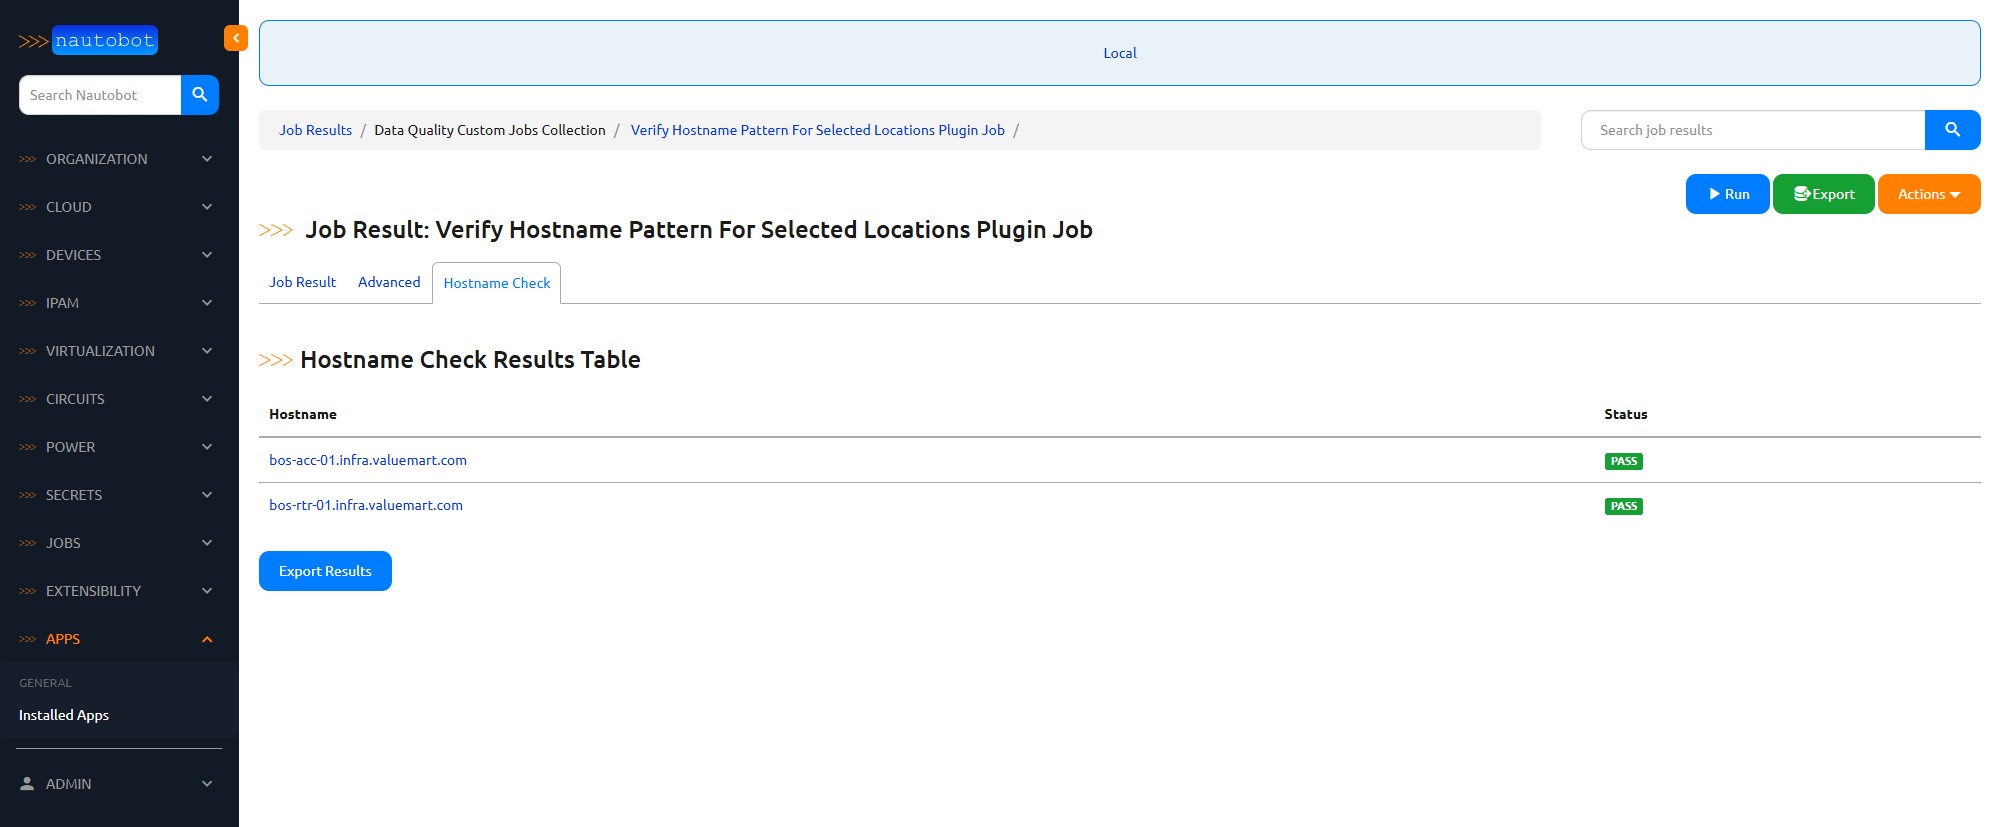 >>> nautobot
Search Nautobot
>>> ORGANIZATION
>>> CLOUD
>>> DEVICES
>>> IPAM
>>> VIRTUALIZATION
>>> CIRCUITS
>>> POWER
>>> SECRETS
>>> JOBS
>>> EXTENSIBILITY
>>> APPS
GENERAL
Installed Apps
ADMIN
Local
Job Results / Data Quality Custom Jobs Collection / Verify Hostname Pattern For Selected Locations Plugin Job /
Search job results
Run Export Actions
>>> Job Result: Verify Hostname Pattern For Selected Locations Plugin Job
Job Result Advanced Hostname Check
>>> Hostname Check Results Table
Hostname Status
bos-acc-01.infra.valuemart.com PASS
bos-rtr-01.infra.valuemart.com PASS
Export Results